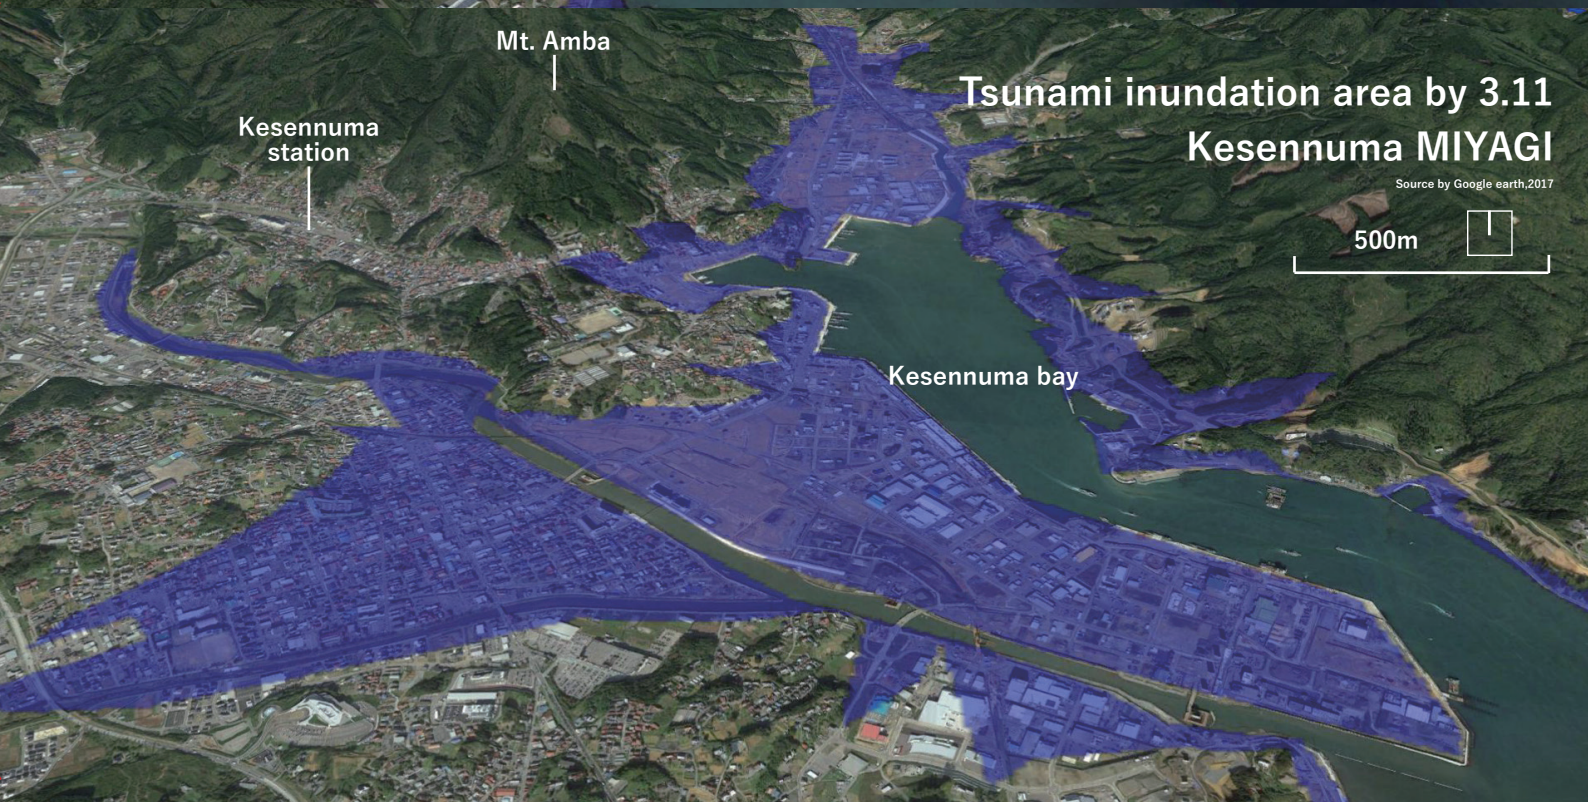 Mt. Amba
Tsunami inundation area by 3.11
Kesennuma MIYAGI
Source by Google earth,2017
Kesennuma
station
500m
Kesennuma bay